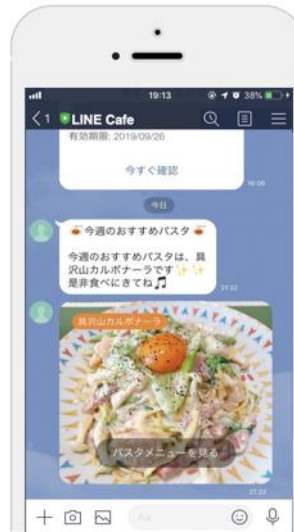 19:13
38%
1 LINE Cafe
有効期限: 2019/09/26
今すぐ確認
16:06
今日
今週のおすすめパスタ
今週のおすすめパスタは、具
沢山カルボナーラです✨✨
是非食べにきてね🎵
21:22
具沢山カルボナーラ
パスタメニューを見る
21:22
Aa